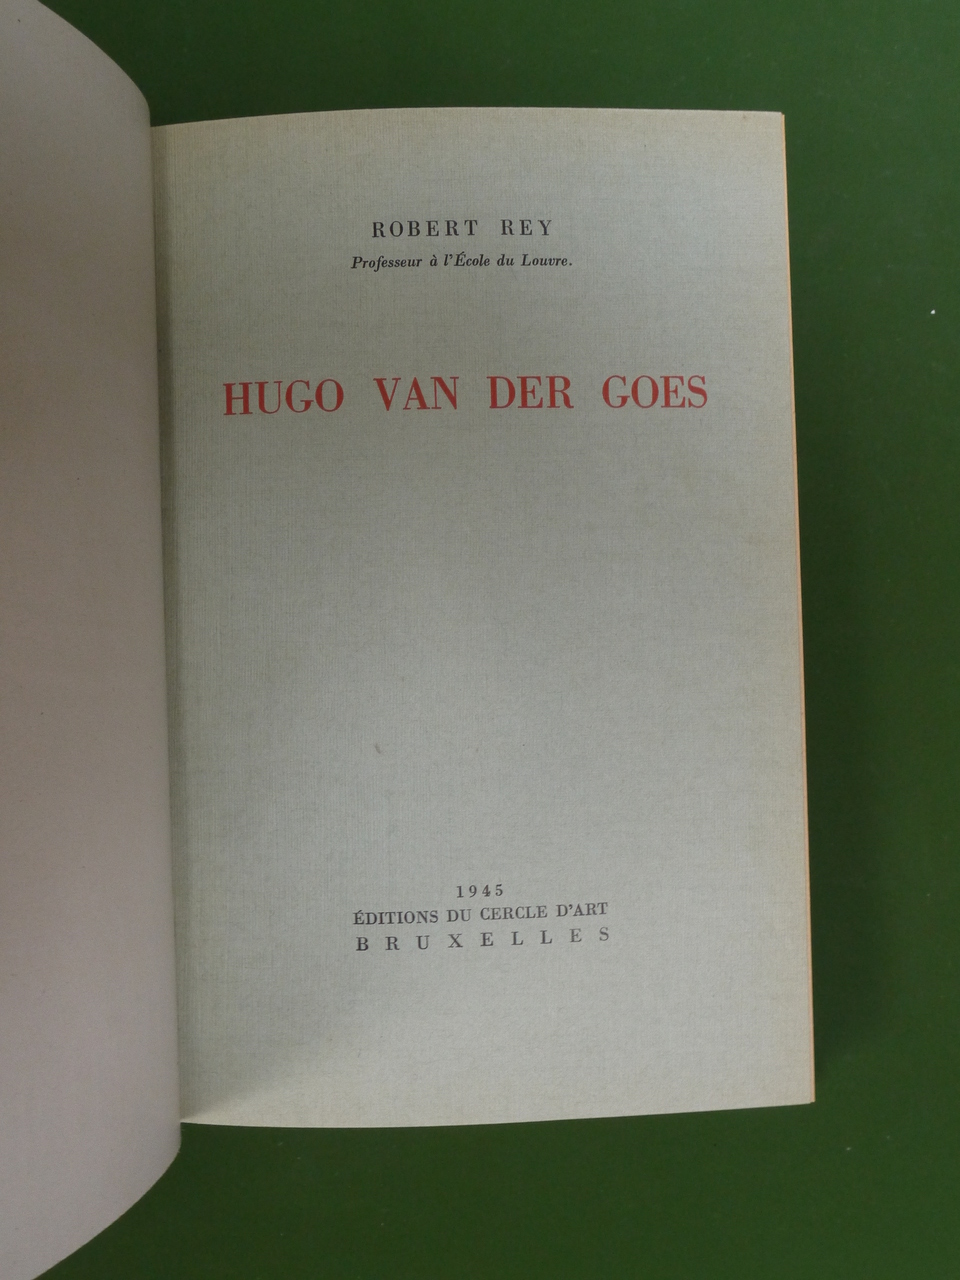 ROBERT REY
Professeur à l'École du Louvre.
HUGO VAN DER GOES
1945
ÉDITIONS DU CERCLE D'ART
BRUXELLES